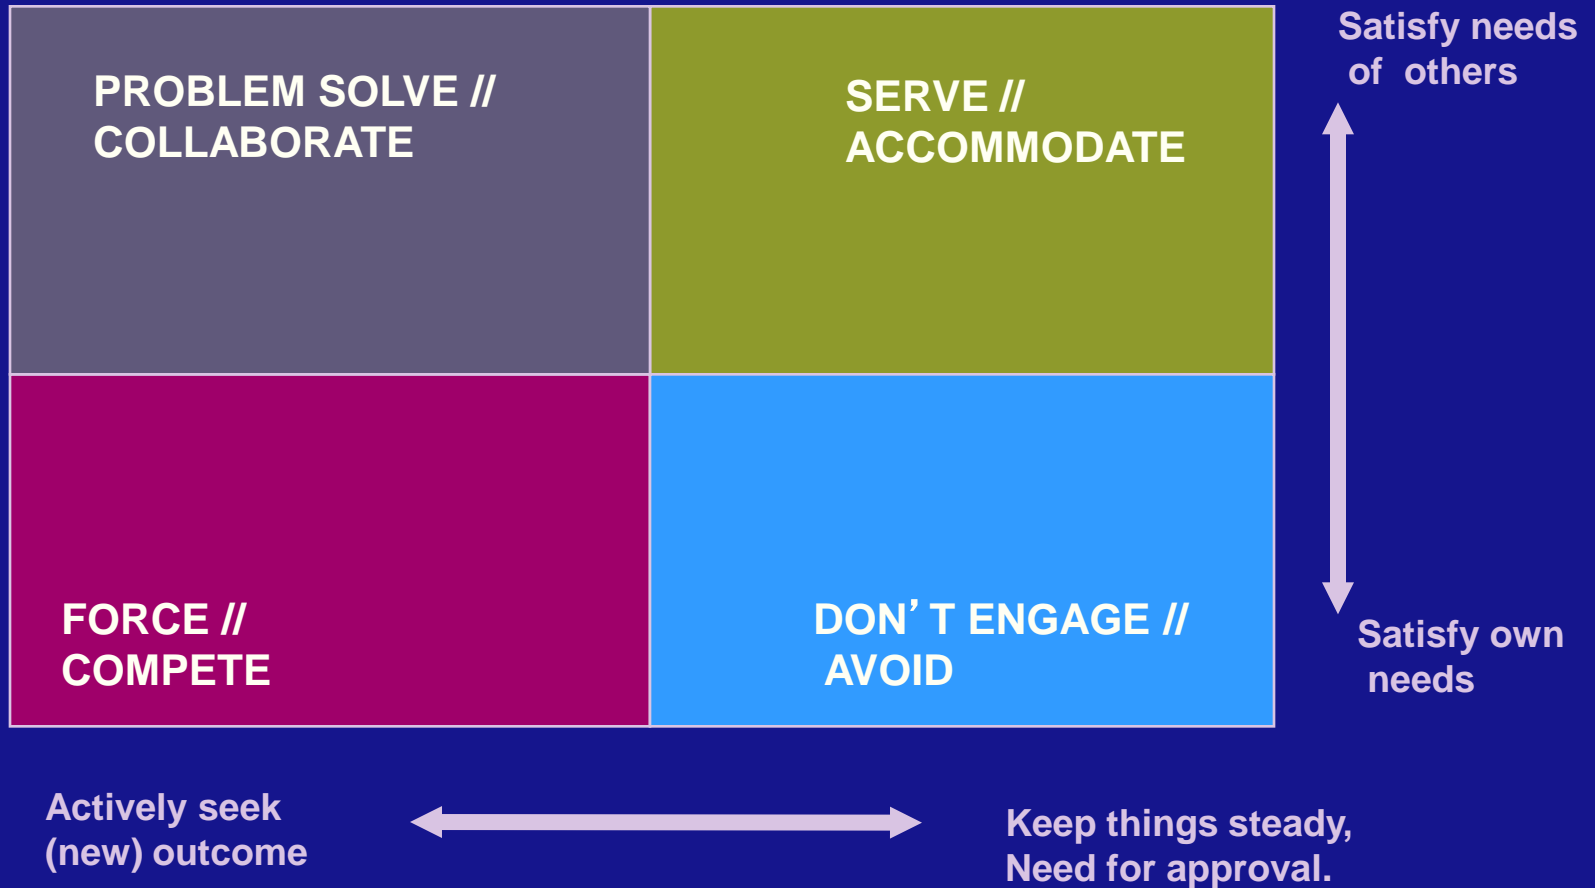 PROBLEM SOLVE //
COLLABORATE
SERVE //
ACCOMMODATE
Satisfy needs
of others
FORCE //
COMPETE
DON' T ENGAGE //
AVOID
Satisfy own
needs
Actively seek
(new) outcome
Keep things steady,
Need for approval.